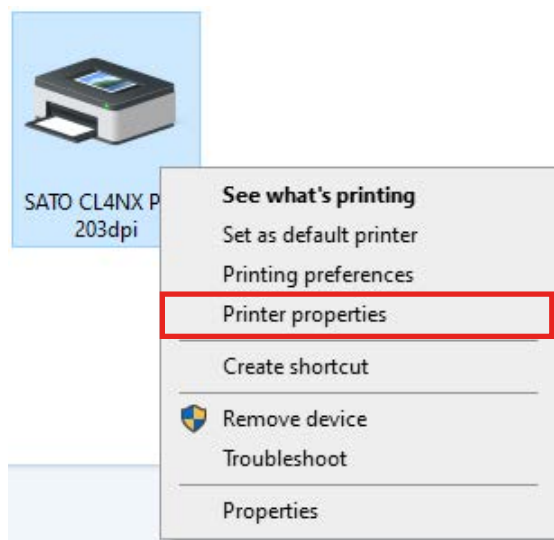 SATO CL4NX P
203dpi
See what's printing
Set as default printer
Printing preferences
Printer properties
Create shortcut
Remove device
Troubleshoot
Properties